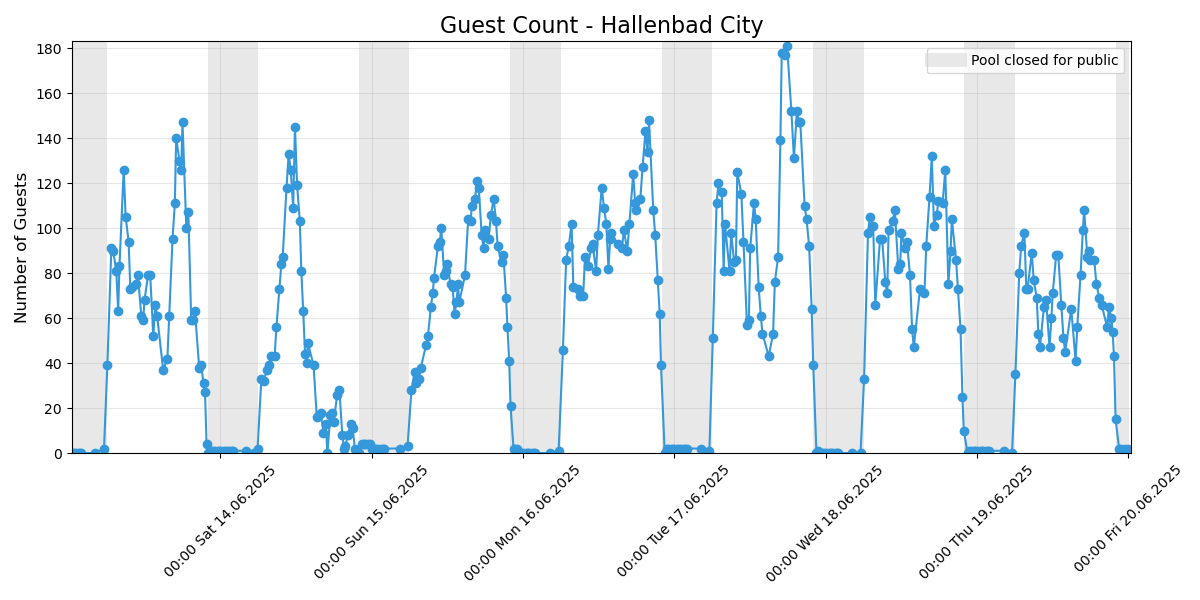 Guest Count - Hallenbad City
Pool closed for public
Number of Guests
180
160
140
120
100
80
60
40
20
0
00:00 Sat 14.06.2025
00:00 Sun 15.06.2025
00:00 Mon 16.06.2025
00:00 Tue 17.06.2025
00:00 Wed 18.06.2025
00:00 Thu 19.06.2025
00:00 Fri 20.06.2025